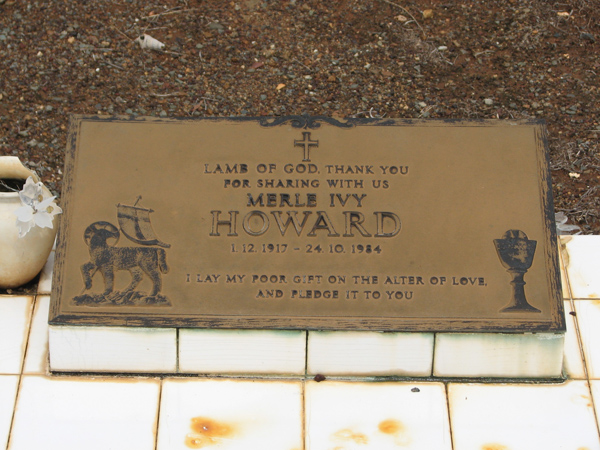 LAMB OF GOD, THANK YOU
FOR SHARING WITH US
MERLE IVY
HOWARD
1.12.1917 - 24.10.1984
I LAY MY POOR GIFT ON THE ALTER OF LOVE,
AND PLEDGE IT TO YOU